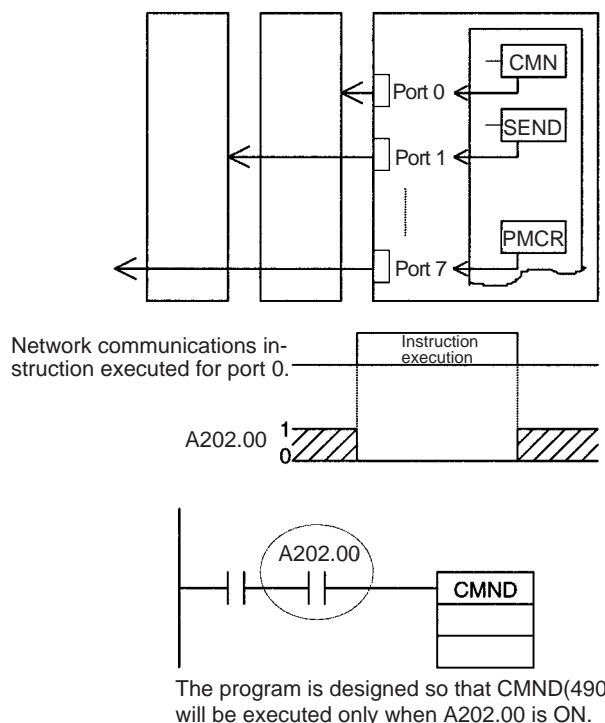 CMN
Port 0
SEND
Port 1
PMCR
Port 7
Network communications in-
struction executed for port 0.
Instruction
execution
A202.00
1
0
A202.00
CMND
The program is designed so that CMND(490
will be executed only when A202.00 is ON.